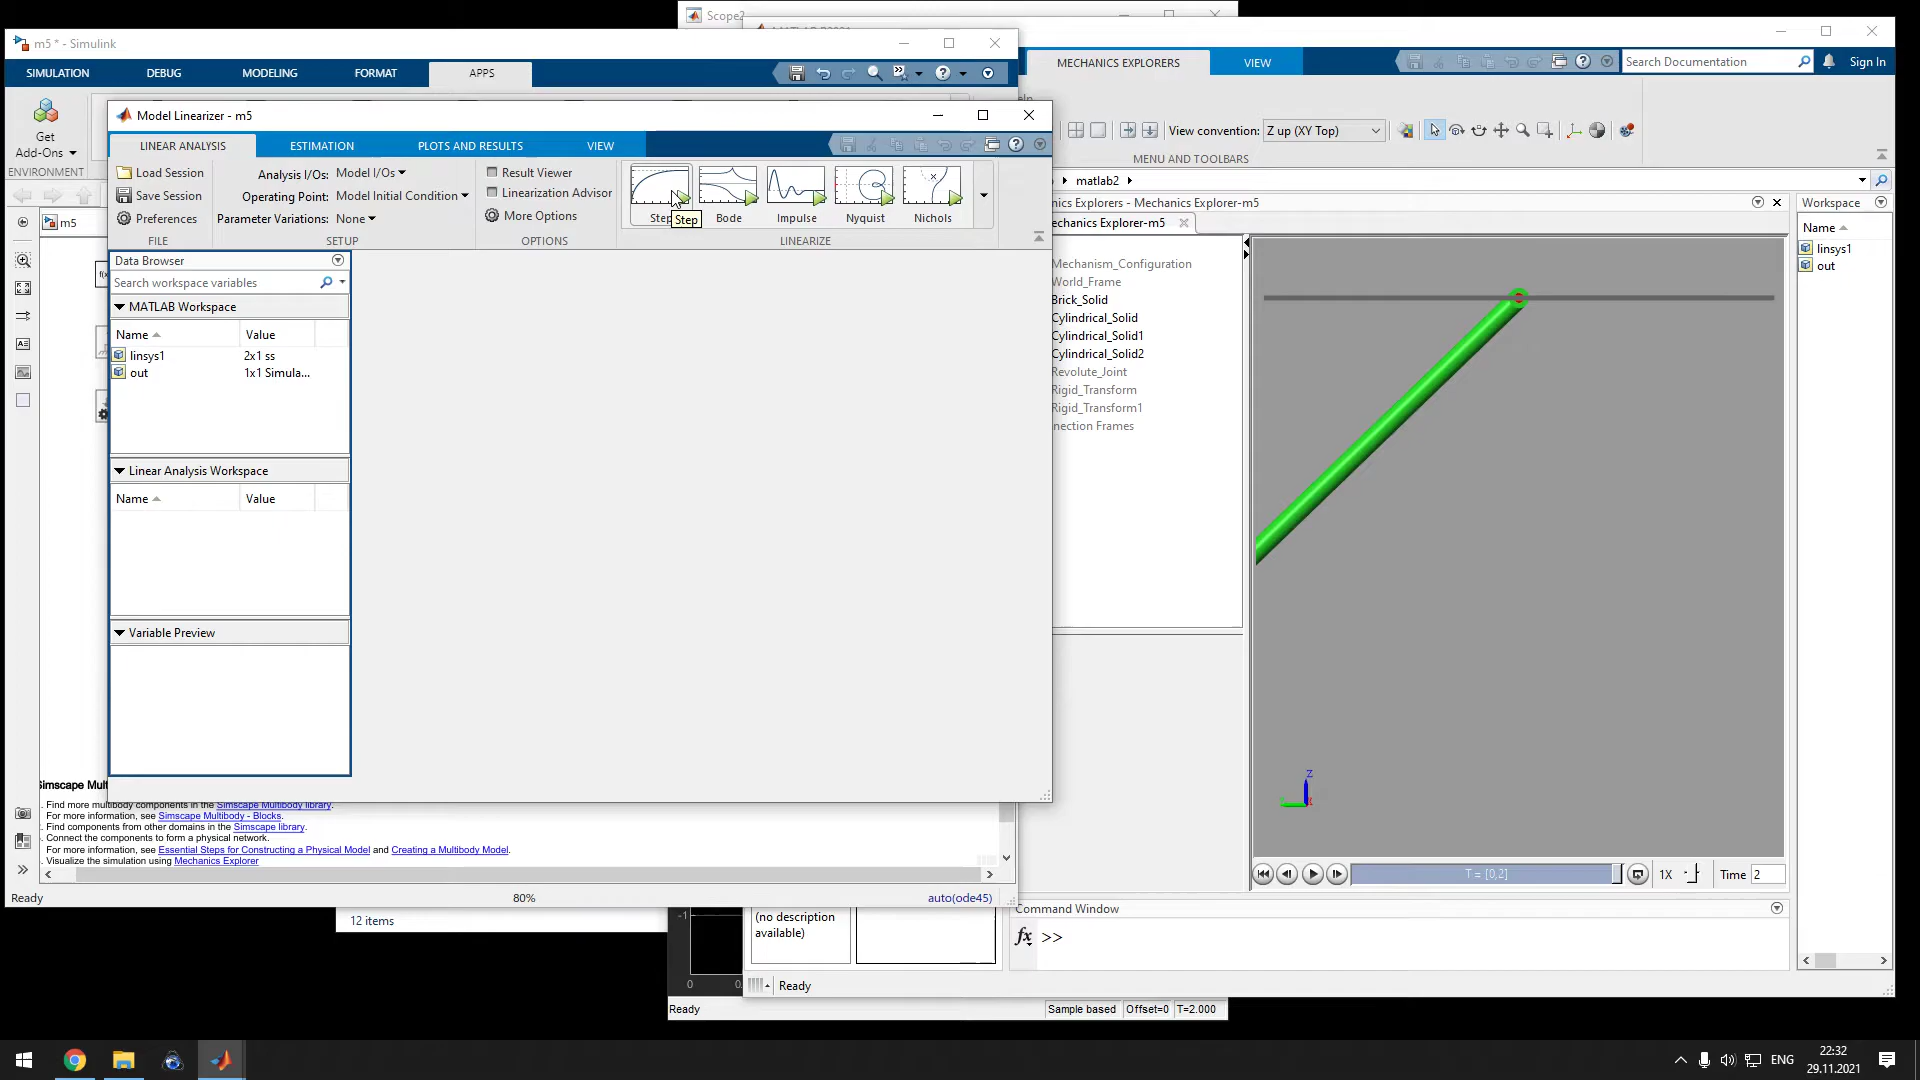 Scope2
m5 * - Simulink
SIMULATION
DEBUG
MODELING
FORMAT
APPS
MECHANICS EXPLORERS
VIEW
Search Documentation
Sign In
Get
Add-Ons
ENVIRONMENT
Model Linearizer - m5
LINEAR ANALYSIS
ESTIMATION
PLOTS AND RESULTS
VIEW
View convention:
Z up (XY Top)
MENU AND TOOLBARS
Load Session
Save Session
Preferences
FILE
Analysis I/Os:
Model I/Os
Operating Point:
Model Initial Condition
Parameter Variations:
None
SETUP
Result Viewer
Linearization Advisor
More Options
OPTIONS
Step
Step
Bode
Impulse
Nyquist
Nichols
LINEARIZE
matlab2
nics Explorers - Mechanics Explorer-m5
Workspace
echanics Explorer-m5
Name
linsys1
out
m5
Data Browser
Search workspace variables
MATLAB Workspace
Name
Value
linsys1
2x1 ss
out
1x1 Simula...
Linear Analysis Workspace
Name
Value
Variable Preview
Mechanism_Configuration
World_Frame
Brick_Solid
Cylindrical_Solid
Cylindrical_Solid1
Cylindrical_Solid2
Revolute_Joint
Rigid_Transform
Rigid_Transform1
nection Frames
Z
Simscape Mult
. Find more multibody components in the Simscape Multibody library.
For more information, see Simscape Multibody - Blocks.
. Find components from other domains in the Simscape library.
. Connect the components to form a physical network.
For more information, see Essential Steps for Constructing a Physical Model and Creating a Multibody Model.
. Visualize the simulation using Mechanics Explorer
T = [0,2]
1X
Time
2
Ready
80%
auto(ode45)
12 items
-1
(no description
available)
Command Window
fx >>
0
0.
Ready
Ready
Sample based
Offset=0
T=2.000
ENG
22:32
29.11.2021